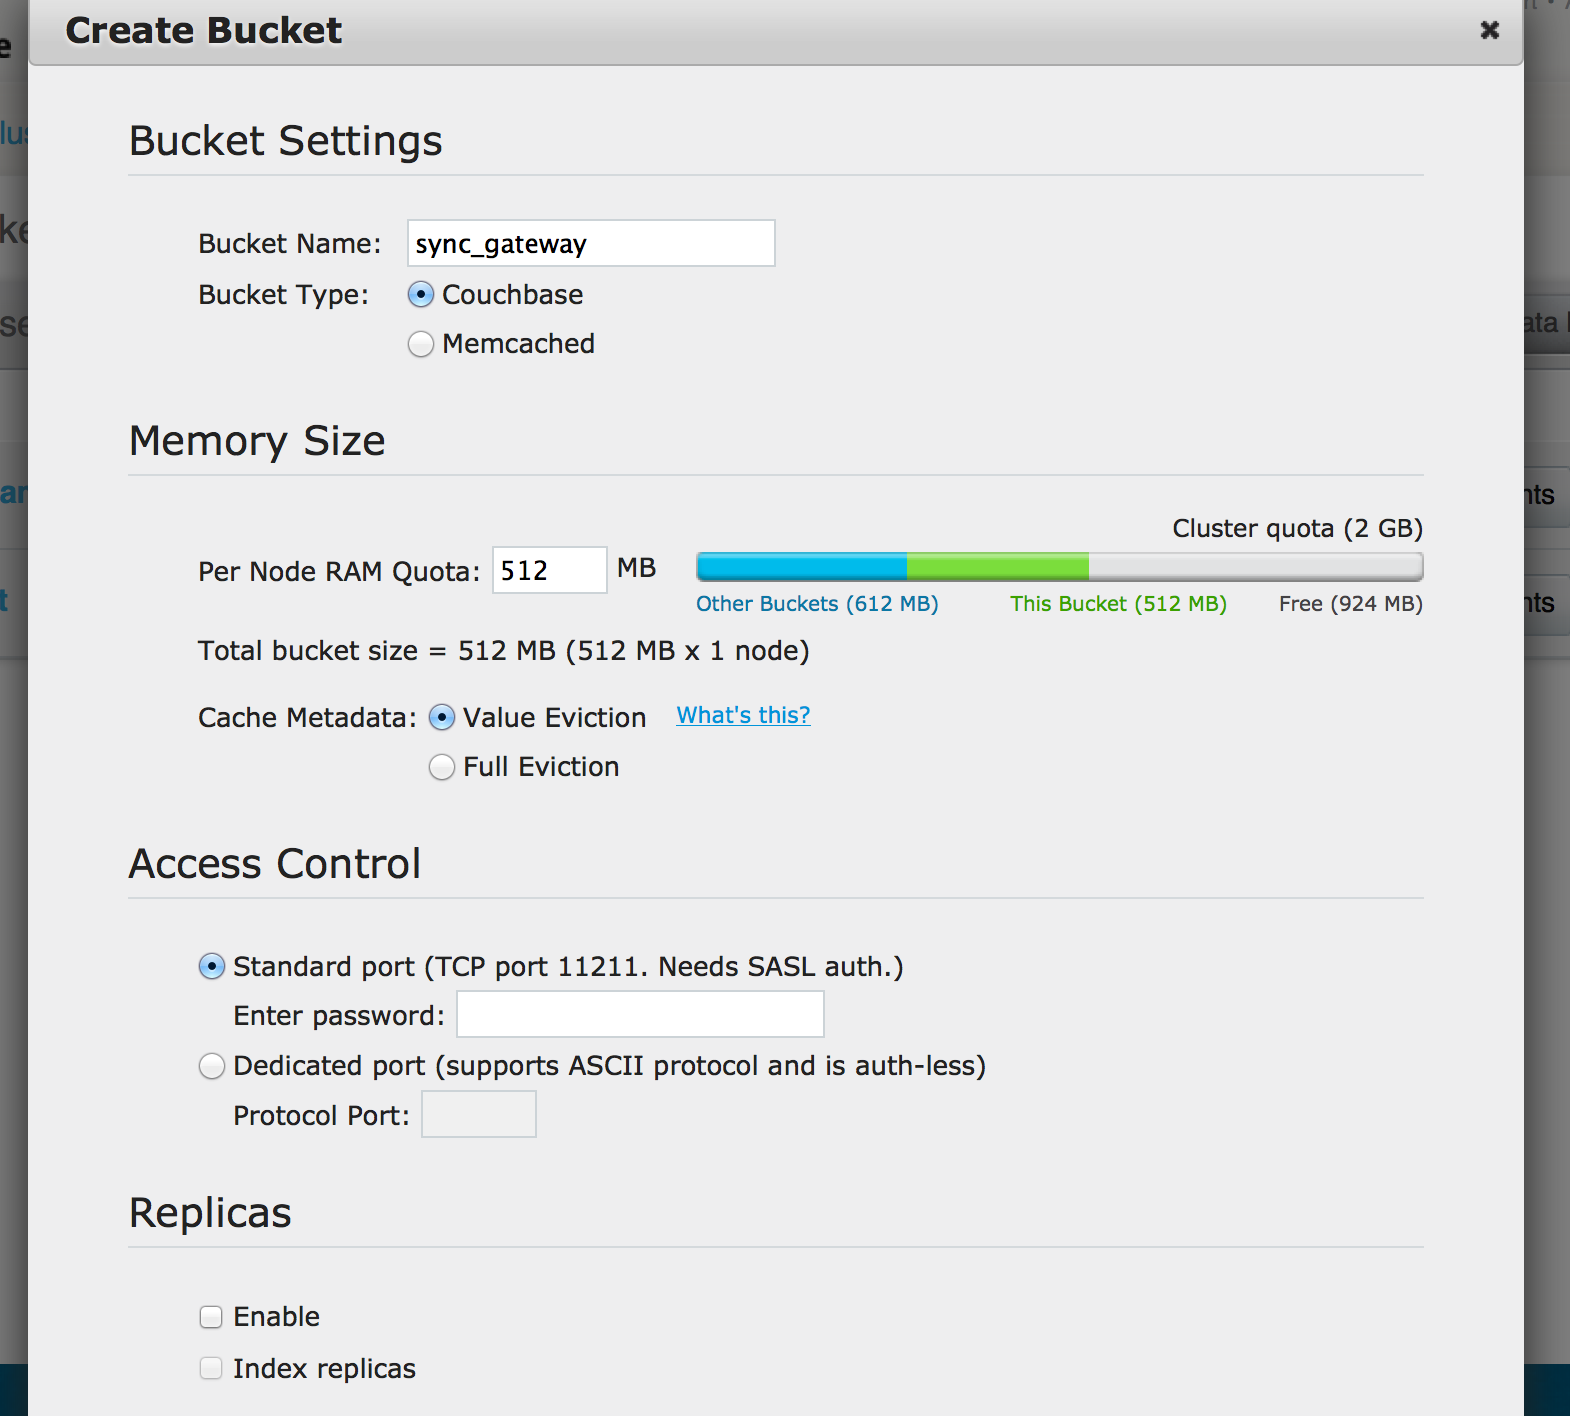 Create Bucket
Bucket Settings
Bucket Name: sync_gateway
Bucket Type: Couchbase
Memcached
Memory Size
Cluster quota (2 GB)
Per Node RAM Quota: 512 MB
Other Buckets (612 MB) This Bucket (512 MB) Free (924 MB)
Total bucket size = 512 MB (512 MB x 1 node)
Cache Metadata: Value Eviction What's this?
Full Eviction
Access Control
Standard port (TCP port 11211. Needs SASL auth.)
Enter password:
Dedicated port (supports ASCII protocol and is auth-less)
Protocol Port:
Replicas
Enable
Index replicas